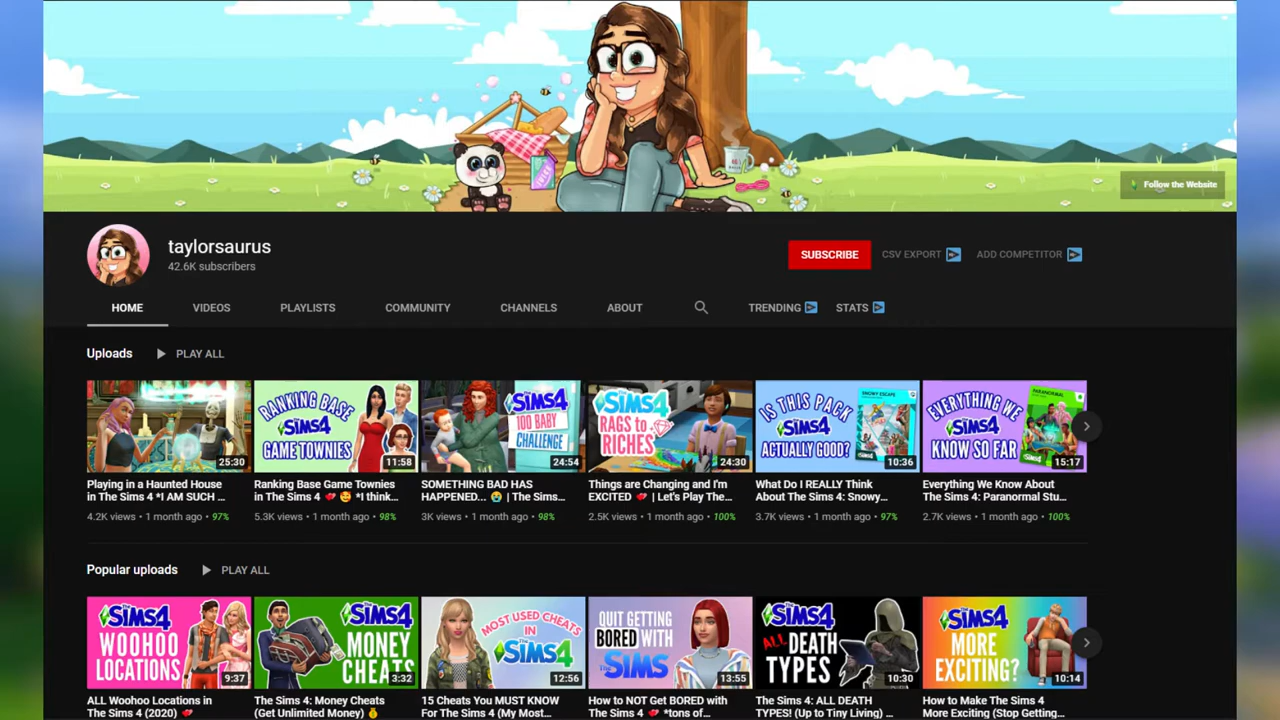 Follow the Website
taylorsaurus
42.6K subscribers
SUBSCRIBE
CSV EXPORT
ADD COMPETITOR
HOME
VIDEOS
PLAYLISTS
COMMUNITY
CHANNELS
ABOUT
TRENDING
STATS
Uploads
PLAY ALL
25:30
RANKING BASE
SIMS4
GAME TOWNIES
11:58
SIMS4
100 BABY
CHALLENGE
24:54
SIMS4
RAGS to
RICHES
24:30
IS THIS PACK
SIMS4
ACTUALLY GOOD?
SNOWY ESCAPE
10:36
EVERYTHING WE
SIMS4
KNOW SO FAR
PARANORMAL
15:17
Playing in a Haunted House
in The Sims 4 *I AM SUCH ...
4.2K views • 1 month ago • 97%
Ranking Base Game Townies
in The Sims 4 💕 🥰 *I think...
5.3K views • 1 month ago • 98%
SOMETHING BAD HAS
HAPPENED... 😭 | The Sims...
3K views • 1 month ago • 98%
Things are Changing and I'm
EXCITED 💕 | Let's Play The...
2.5K views • 1 month ago • 100%
What Do I REALLY Think
About The Sims 4: Snowy...
3.7K views • 1 month ago • 97%
Everything We Know About
The Sims 4: Paranormal Stu...
2.7K views • 1 month ago • 100%
Popular uploads
PLAY ALL
The SIMS4
WOOHOO
LOCATIONS
9:37
The SIMS4
MONEY
CHEATS
3:32
MOST USED CHEATS
IN
The SIMS4
12:56
QUIT GETTING
BORED WITH
The SIMS
13:55
The SIMS4
ALL DEATH
TYPES
10:30
The SIMS4
MORE
EXCITING?
10:14
ALL Woohoo Locations in
The Sims 4 (2020) 💕
The Sims 4: Money Cheats
(Get Unlimited Money) 💰
15 Cheats YOU MUST KNOW
For The Sims 4 (My Most...
How to NOT Get BORED with
The Sims 4 💕 *tons of...
The Sims 4: ALL DEATH
TYPES! (Up to Tiny Living) ...
How to Make The Sims 4
More Exciting (Stop Getting...